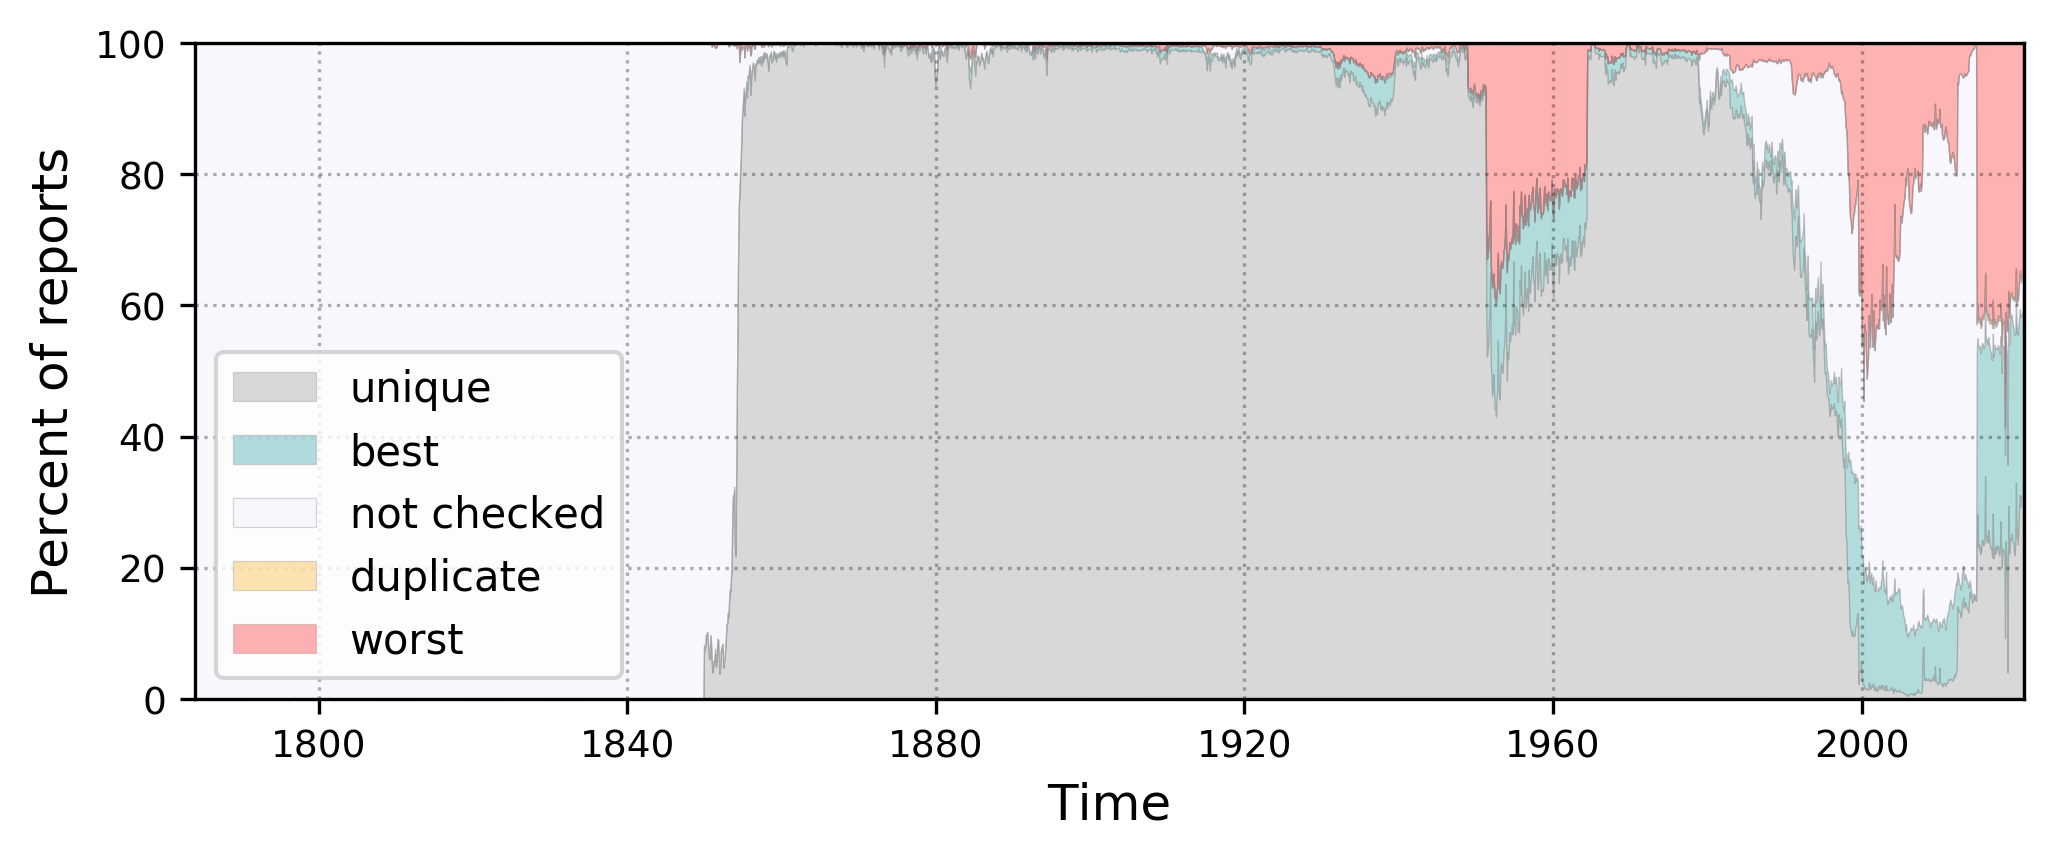 100
80
60
40
20
0
Percent of reports
unique
best
not checked
duplicate
worst
1800 1840 1880 1920 1960 2000
Time